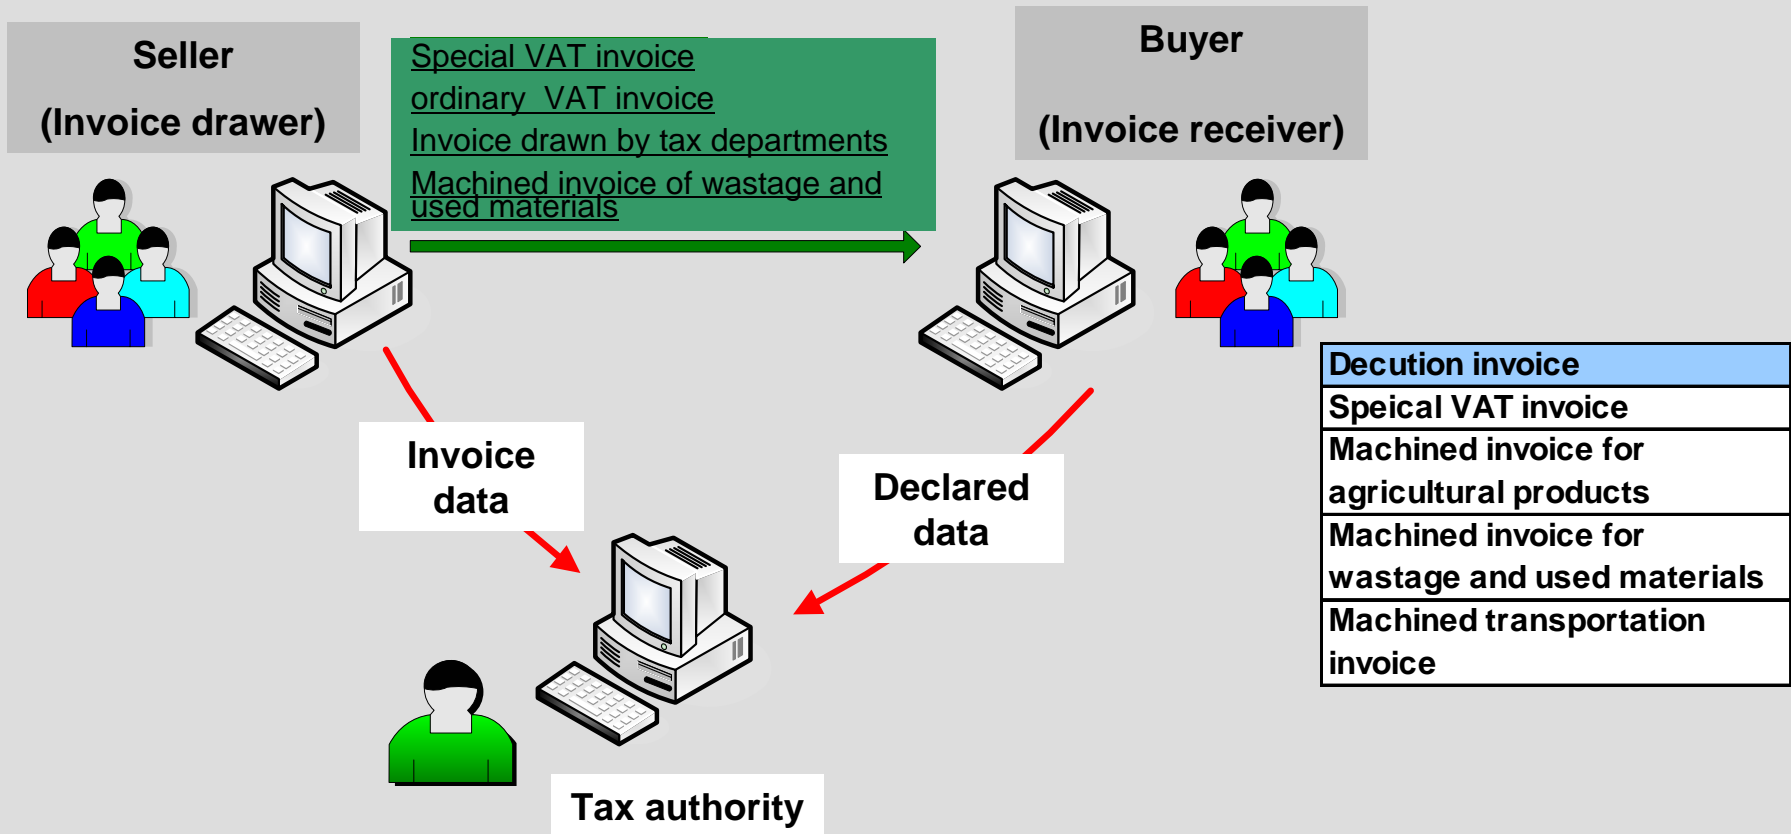 Seller
(Invoice drawer)
Special VAT invoice
ordinary  VAT invoice
Invoice drawn by tax departments
Machined invoice of wastage and
used materials
Buyer
(Invoice receiver)
Invoice
data
Declared
data
Decution invoice
Speical VAT invoice
Machined invoice for
agricultural products
Machined invoice for
wastage and used materials
Machined transportation
invoice
Tax authority